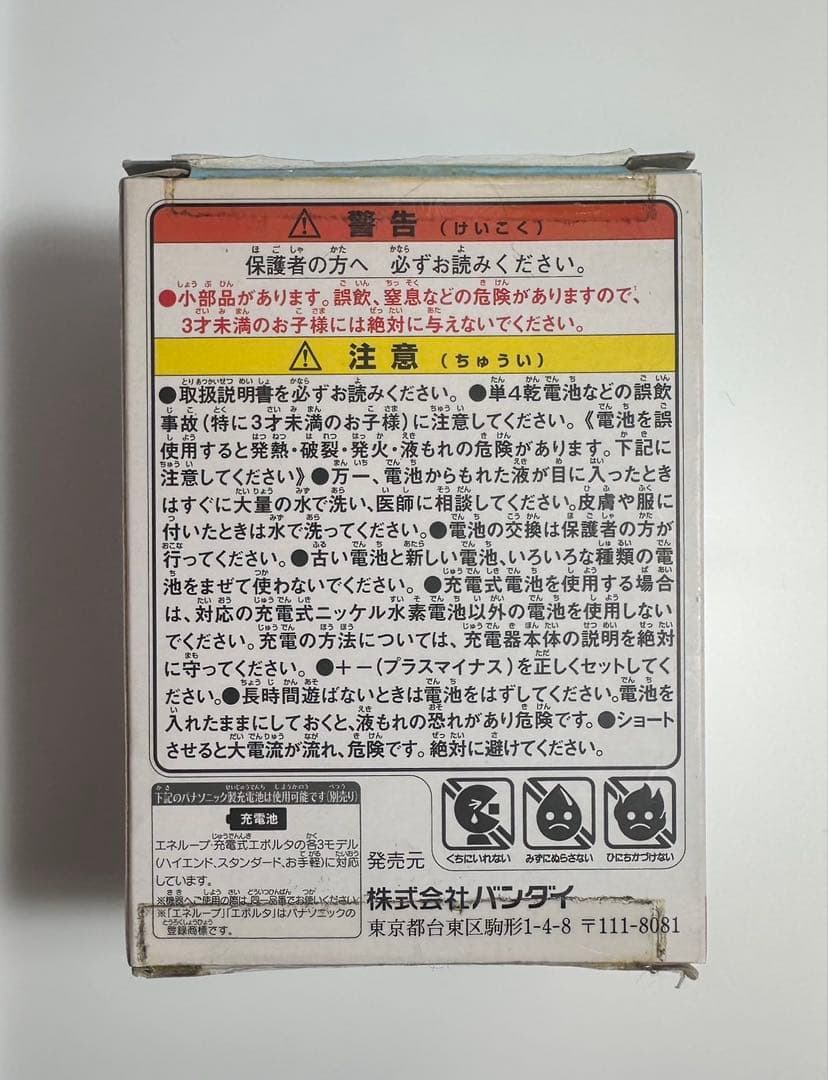 警告(けいこく)
保護者の方へ 必ずお読みください。
●小部品があります。誤飲、窒息などの危険がありますので、
3才未満のお子様には絶対に与えないでください。
注意(ちゅうい)
●取扱説明書を必ずお読みください。●単4乾電池などの誤飲
事故(特に3才未満のお子様)に注意してください。《電池を誤
使用すると発熱・破裂・発火・液もれの危険があります。下記に
注意してください》●万一、電池からもれた液が目に入ったとき
はすぐに大量の水で洗い、医師に相談してください。皮膚や服に
付いたときは水で洗ってください。●電池の交換は保護者の方が
行ってください。●古い電池と新しい電池、いろいろな種類の電
池をまぜて使わないでください。●充電式電池を使用する場合
は、対応の充電式ニッケル水素電池以外の電池を使用しない
でください。充電の方法については、充電器本体の説明を絶対
に守ってください。●+-(プラスマイナス)を正しくセットしてくだ
さい。●長時間遊ばないときは電池をはずしてください。電池を
入れたままにしておくと、液もれの恐れがあり危険です。●ショート
させると大電流が流れ、危険です。絶対に避けてください。
下記のパナソニック製充電池は使用可能です(別売り)
充電池
エネループ・充電式エボルタの各3モデル
(ハイエンド、スタンダード、お手軽)に対応
しています。
※機器へご使用の際は、同一品番でお使いください。
※「エネループ」「エボルタ」はパナソニックの
登録商標です。
くちにいれない みずにぬらさない ひにちかづけない
発売元
株式会社バンダイ
東京都台東区駒形1-4-8 〒111-8081